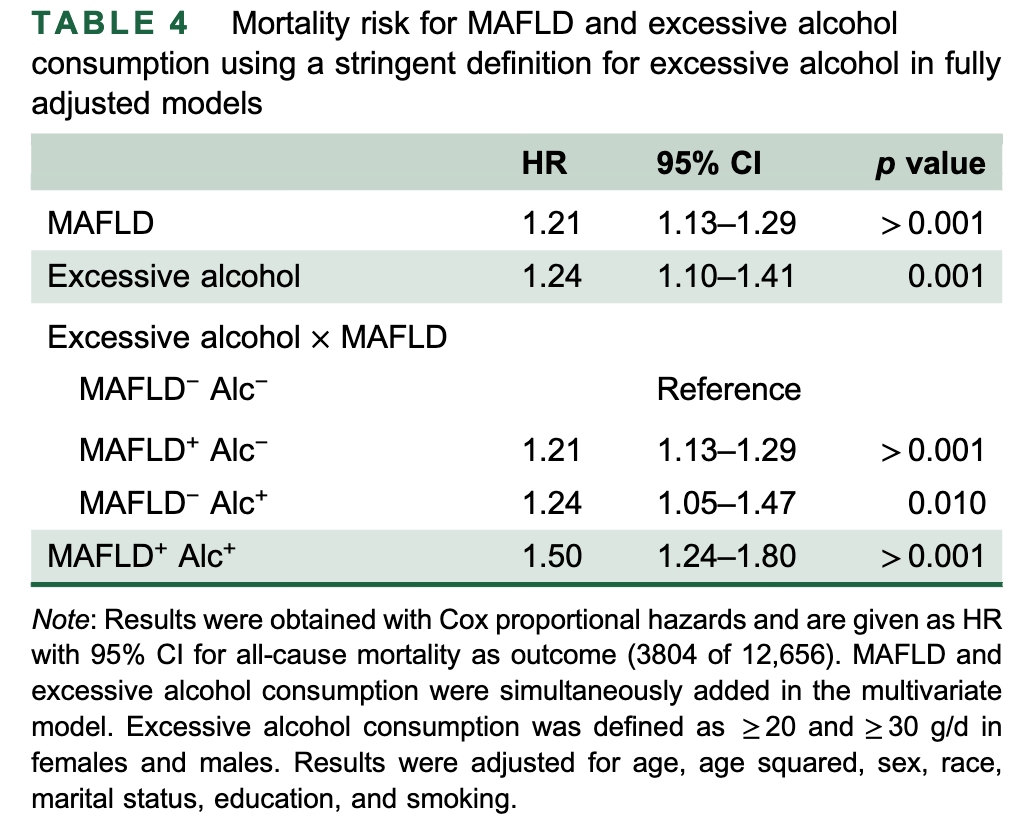 TABLE 4 Mortality risk for MAFLD and excessive alcohol
consumption using a stringent definition for excessive alcohol in fully
adjusted models
HR 95% CI p value
MAFLD 1.21 1.13–1.29 >0.001
Excessive alcohol 1.24 1.10–1.41 0.001
Excessive alcohol × MAFLD
MAFLD⁻ Alc⁻ Reference
MAFLD⁺ Alc⁻ 1.21 1.13–1.29 >0.001
MAFLD⁻ Alc⁺ 1.24 1.05–1.47 0.010
MAFLD⁺ Alc⁺ 1.50 1.24–1.80 >0.001
Note: Results were obtained with Cox proportional hazards and are given as HR
with 95% CI for all-cause mortality as outcome (3804 of 12,656). MAFLD and
excessive alcohol consumption were simultaneously added in the multivariate
model. Excessive alcohol consumption was defined as ≥20 and ≥30 g/d in
females and males. Results were adjusted for age, age squared, sex, race,
marital status, education, and smoking.